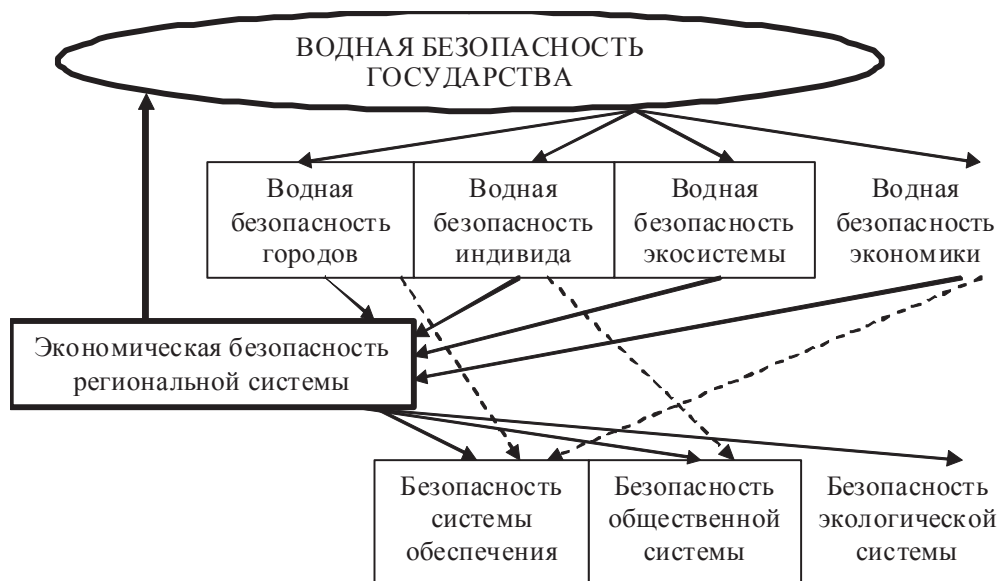 ВОДНАЯ БЕЗОПАСНОСТЬ
ГОСУДАРСТВА
Водная
безопасность
городов
Водная
безопасность
индивида
Водная
безопасность
экосистемы
Водная
безопасность
экономики
Экономическая безопасность
региональной системы
Безопасность
системы
обеспечения
Безопасность
общественной
системы
Безопасность
экологической
системы